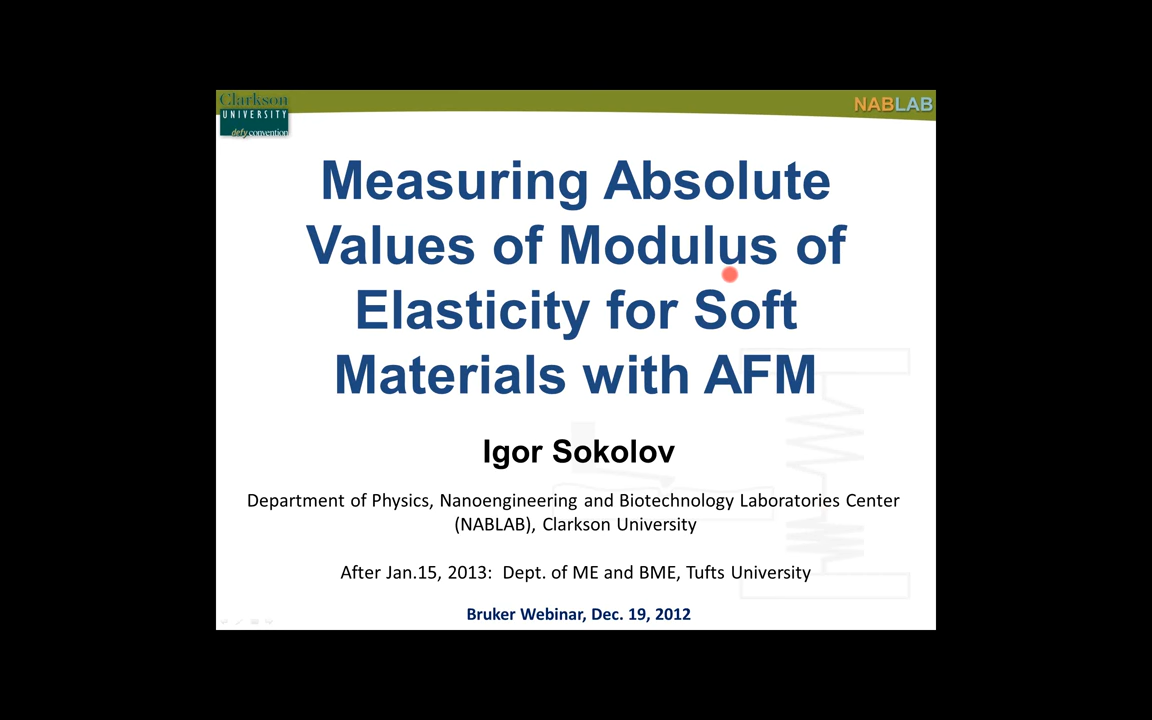 Clarkson
UNIVERSITY
defy convention
NABLAB
Measuring Absolute
Values of Modulus of
Elasticity for Soft
Materials with AFM
Igor Sokolov
Department of Physics, Nanoengineering and Biotechnology Laboratories Center
(NABLAB), Clarkson University
After Jan.15, 2013: Dept. of ME and BME, Tufts University
Bruker Webinar, Dec. 19, 2012